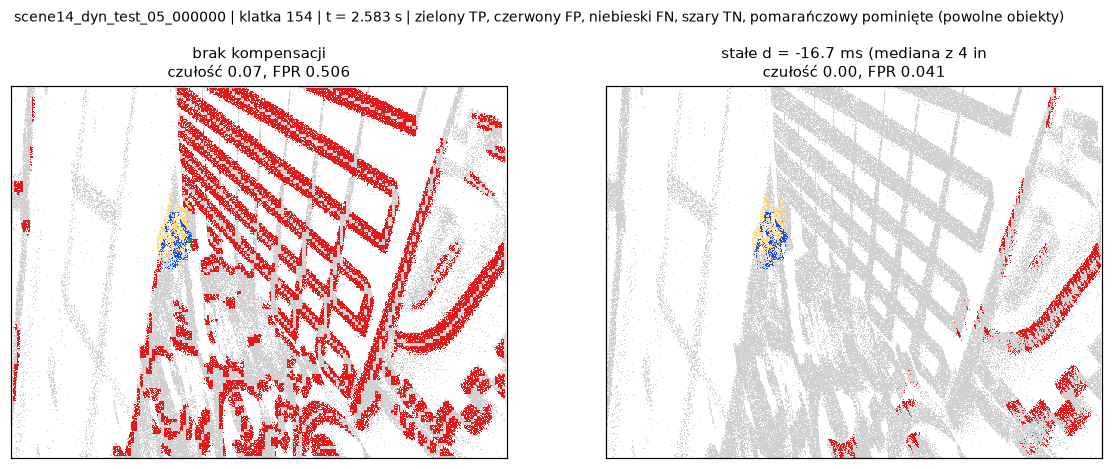 scene14_dyn_test_05_000000 | klatka 154 | t = 2.583 s | zielony TP, czerwony FP, niebieski FN, szary TN, pomarańczowy pominięte (powolne obiekty)
brak kompensacji
czułość 0.07, FPR 0.506
stałe d = -16.7 ms (mediana z 4 in
czułość 0.00, FPR 0.041